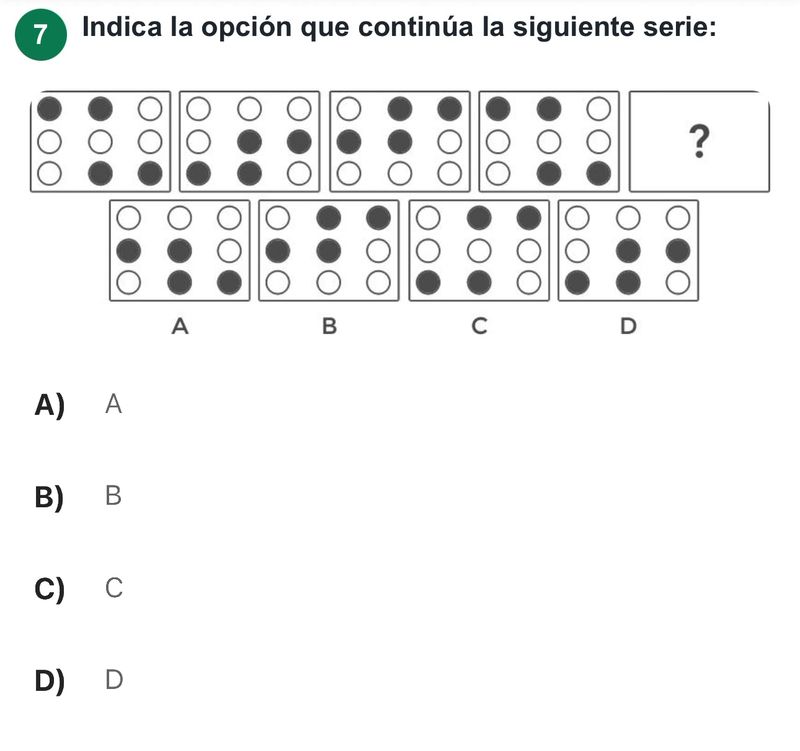 7 Indica la opción que continúa la siguiente serie:
?
A B C D
A) A
B) B
C) C
D) D